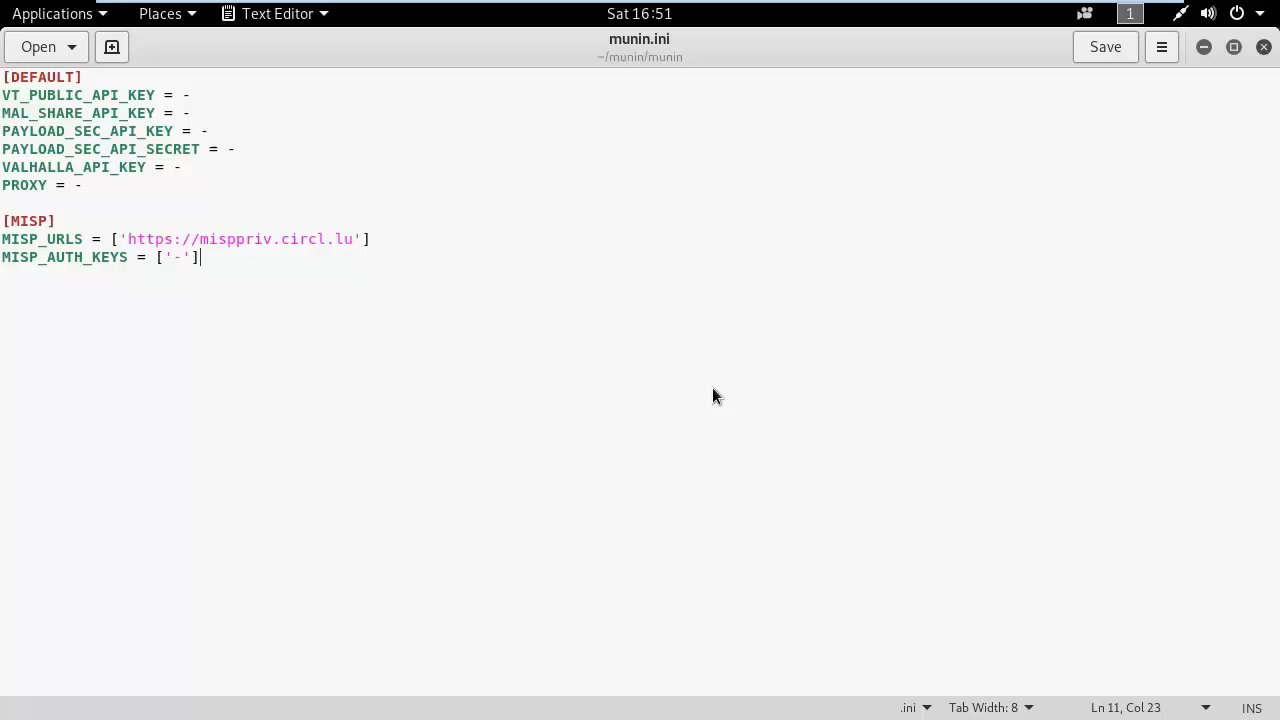 Applications Places Text Editor Sat 16:51 1
Open munin.ini Save
~/munin/munin
[DEFAULT]
VT_PUBLIC_API_KEY = -
MAL_SHARE_API_KEY = -
PAYLOAD_SEC_API_KEY = -
PAYLOAD_SEC_API_SECRET = -
VALHALLA_API_KEY = -
PROXY = -
[MISP]
MISP_URLS = ['https://misppriv.circl.lu']
MISP_AUTH_KEYS = ['-']
.ini Tab Width: 8 Ln 11, Col 23 INS